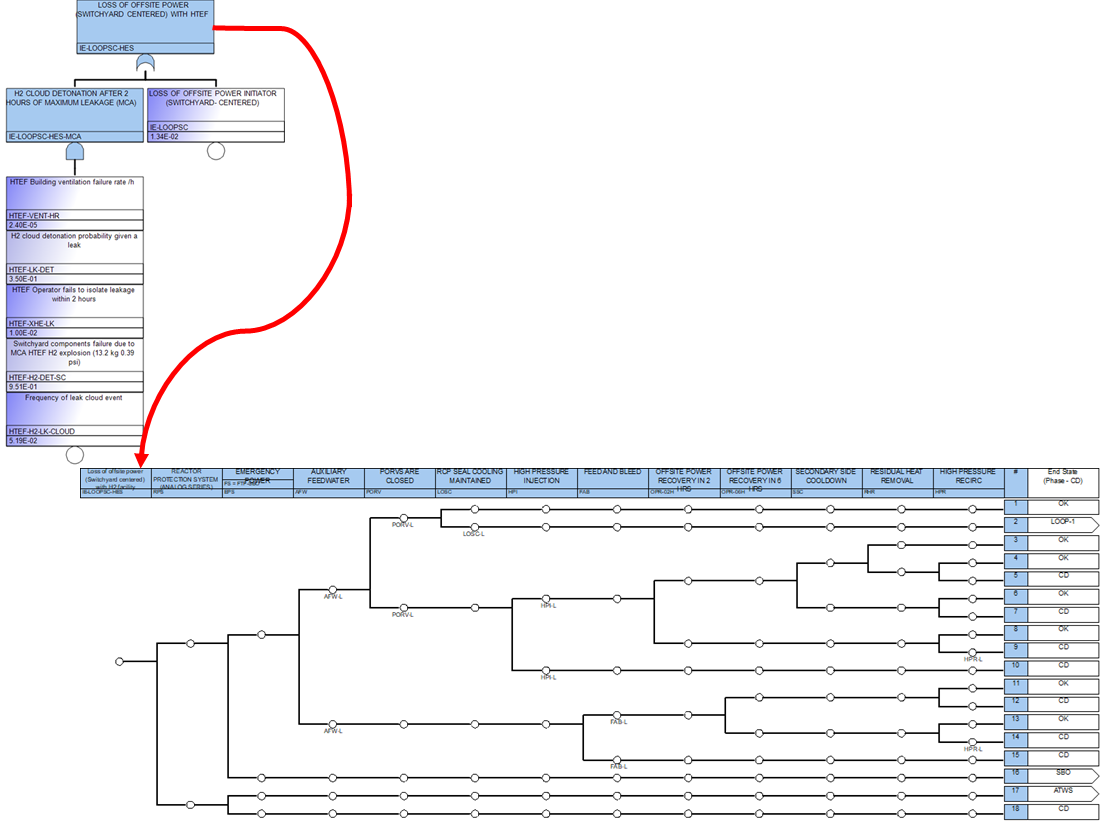 LOSS OF OFFSITE POWER
(SWITCHYARD CENTERED) WITH HTEF
IE-LOOPSC-HES
H2 CLOUD DETONATION AFTER 2
HOURS OF MAXIMUM LEAKAGE (MCA)
IE-LOOPSC-HES-MCA
LOSS OF OFFSITE POWER INITIATOR
(SWITCHYARD- CENTERED)
IE-LOOPSC
1.34E-02
HTEF Building ventilation failure rate /h
HTEF-VENT-HR
2.40E-05
H2 cloud detonation probability given a
leak
HTEF-LK-DET
3.50E-01
HTEF Operator fails to isolate leakage
within 2 hours
HTEF-XHE-LK
1.00E-02
Switchyard components failure due to
MCA HTEF H2 explosion (13.2 kg 0.39
psi)
HTEF-H2-DET-SC
9.51E-01
Frequency of leak cloud event
HTEF-H2-LK-CLOUD
5.19E-02
Loss of offsite power
(Switchyard centered)
with H2 facility
IE-LOOPSC-HES
REACTOR
PROTECTION SYSTEM
(ANALOG SERIES)
RPS
EMERGENCY
POWER
EPS
AUXILIARY
FEEDWATER
AFW
PORVS ARE
CLOSED
PORV
RCP SEAL COOLING
MAINTAINED
LOSC
HIGH PRESSURE
INJECTION
HPI
FEED AND BLEED
FAB
OFFSITE POWER
RECOVERY IN 2
HRS
OPR-02H
OFFSITE POWER
RECOVERY IN 6
HRS
OPR-06H
SECONDARY SIDE
COOLDOWN
SSC
RESIDUAL HEAT
REMOVAL
RHR
HIGH PRESSURE
RECIRC
HPR
#
End State
(Phase - CD)
1 OK
PORV-L
2 LOOP-1
LOSC-L
3 OK
4 OK
5 CD
AFW-L
6 OK
HPI-L
7 CD
PORV-L
8 OK
9 CD
HPR-L
10 CD
HPI-L
11 OK
12 CD
13 OK
FAB-L
AFW-L
14 CD
HPR-L
15 CD
FAB-L
16 SBO
17 ATWS
18 CD